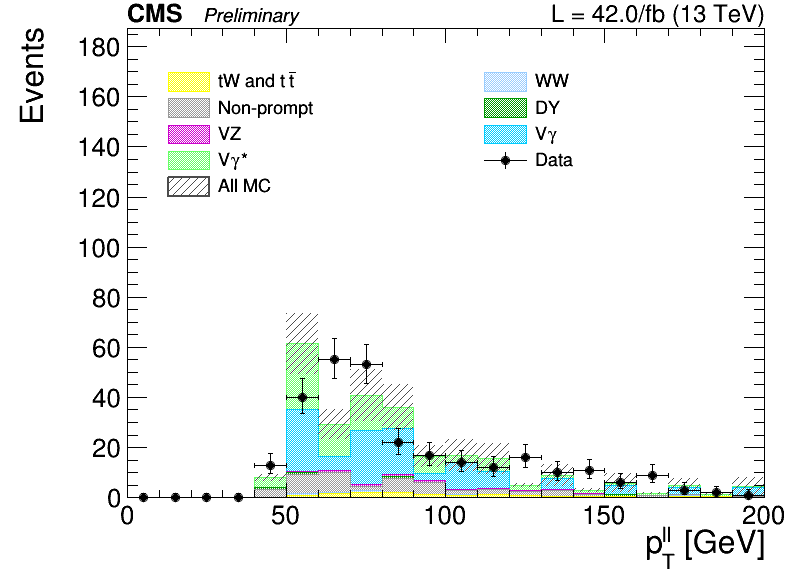 CMS Preliminary L = 42.0/fb (13 TeV)
Events
180
160
140
120
100
80
60
40
20
0
tW and tt̅
Non-prompt
VZ
Vγ*
All MC
WW
DY
Vγ
Data
0 50 100 150 200
p_T^ll [GeV]